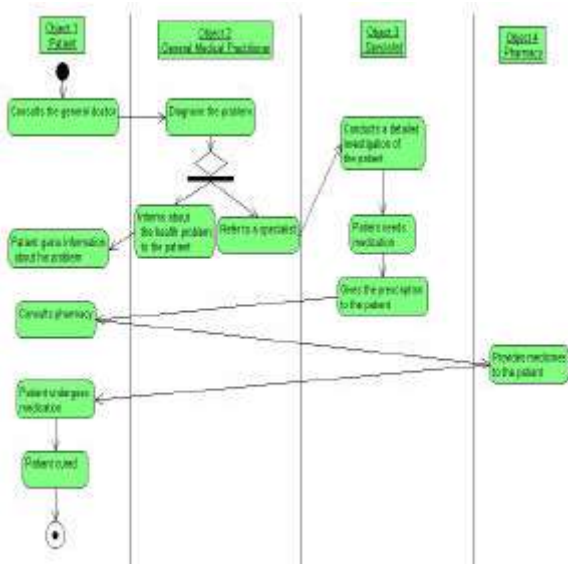 Object 1
Patient
Object 2
General Medical Practitioner
Object 3
Specialist
Object 4
Pharmacy
Consults the general doctor
Diagnose the problem
Conducts a detailed
investigation of
the patient
Informs about
the health problem
to the patient
Refer to a specialist
Patient needs
medication
Patient gains Information
about his problem
Gives the prescription
to the patient
Consults pharmacy
Provides medicines
to the patient
Patient undergoes
medication
Patient cured